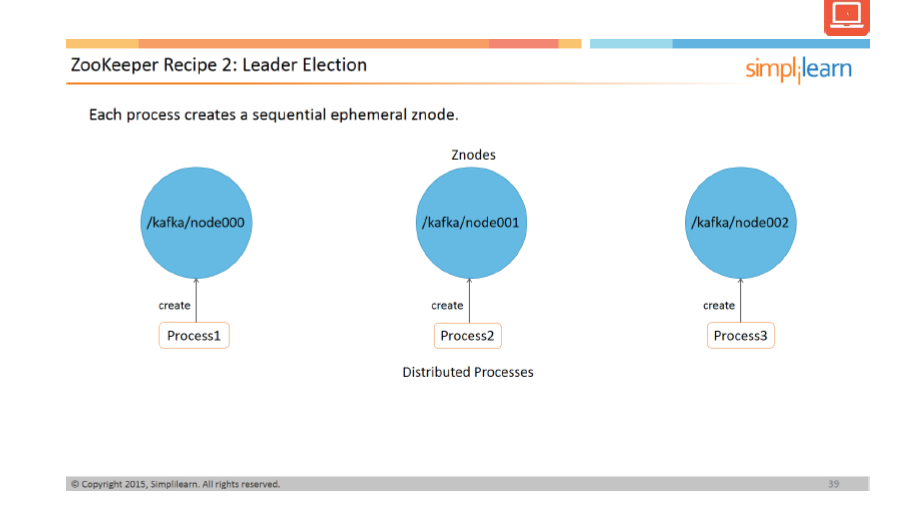 ZooKeeper Recipe 2: Leader Election
simplilearn
Each process creates a sequential ephemeral znode.
Znodes
/kafka/node000
/kafka/node001
/kafka/node002
create
create
create
Process1
Process2
Process3
Distributed Processes
© Copyright 2015, Simplilearn. All rights reserved.
39